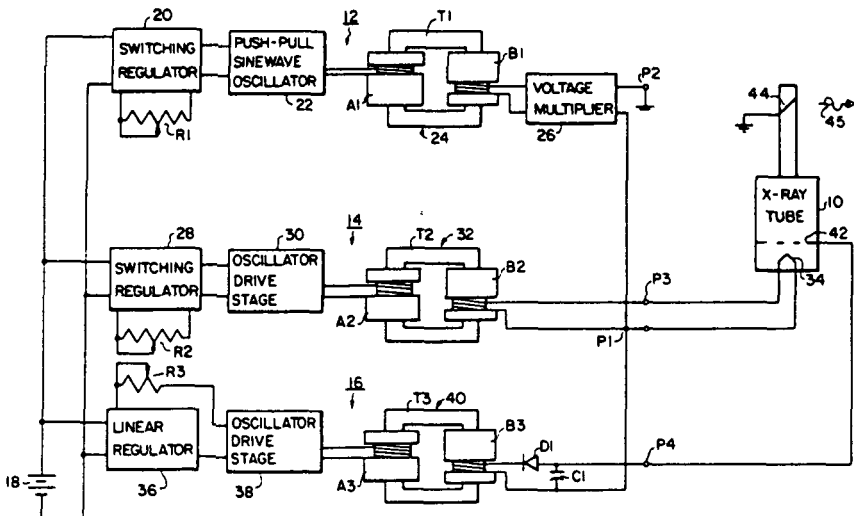 20
SWITCHING
REGULATOR
R1
PUSH-PULL
SINEWAVE
OSCILLATOR
22
12
T1
A1
B1
24
VOLTAGE
MULTIPLIER
26
P2
44
45
X-RAY
TUBE
10
42
34
28
SWITCHING
REGULATOR
R2
30
OSCILLATOR
DRIVE
STAGE
14
T2
32
A2
B2
P3
P1
R3
LINEAR
REGULATOR
36
OSCILLATOR
DRIVE
STAGE
38
16
T3
40
A3
B3
D1
C1
P4
18